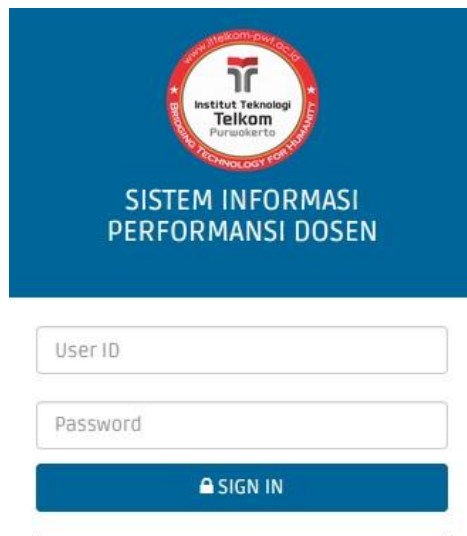 www.ittelkom-pwt.ac.id
Institut Teknologi
Telkom
Purwokerto
BRIDGING TECHNOLOGY FOR HUMANITY
SISTEM INFORMASI
PERFORMANSI DOSEN
User ID
Password
SIGN IN